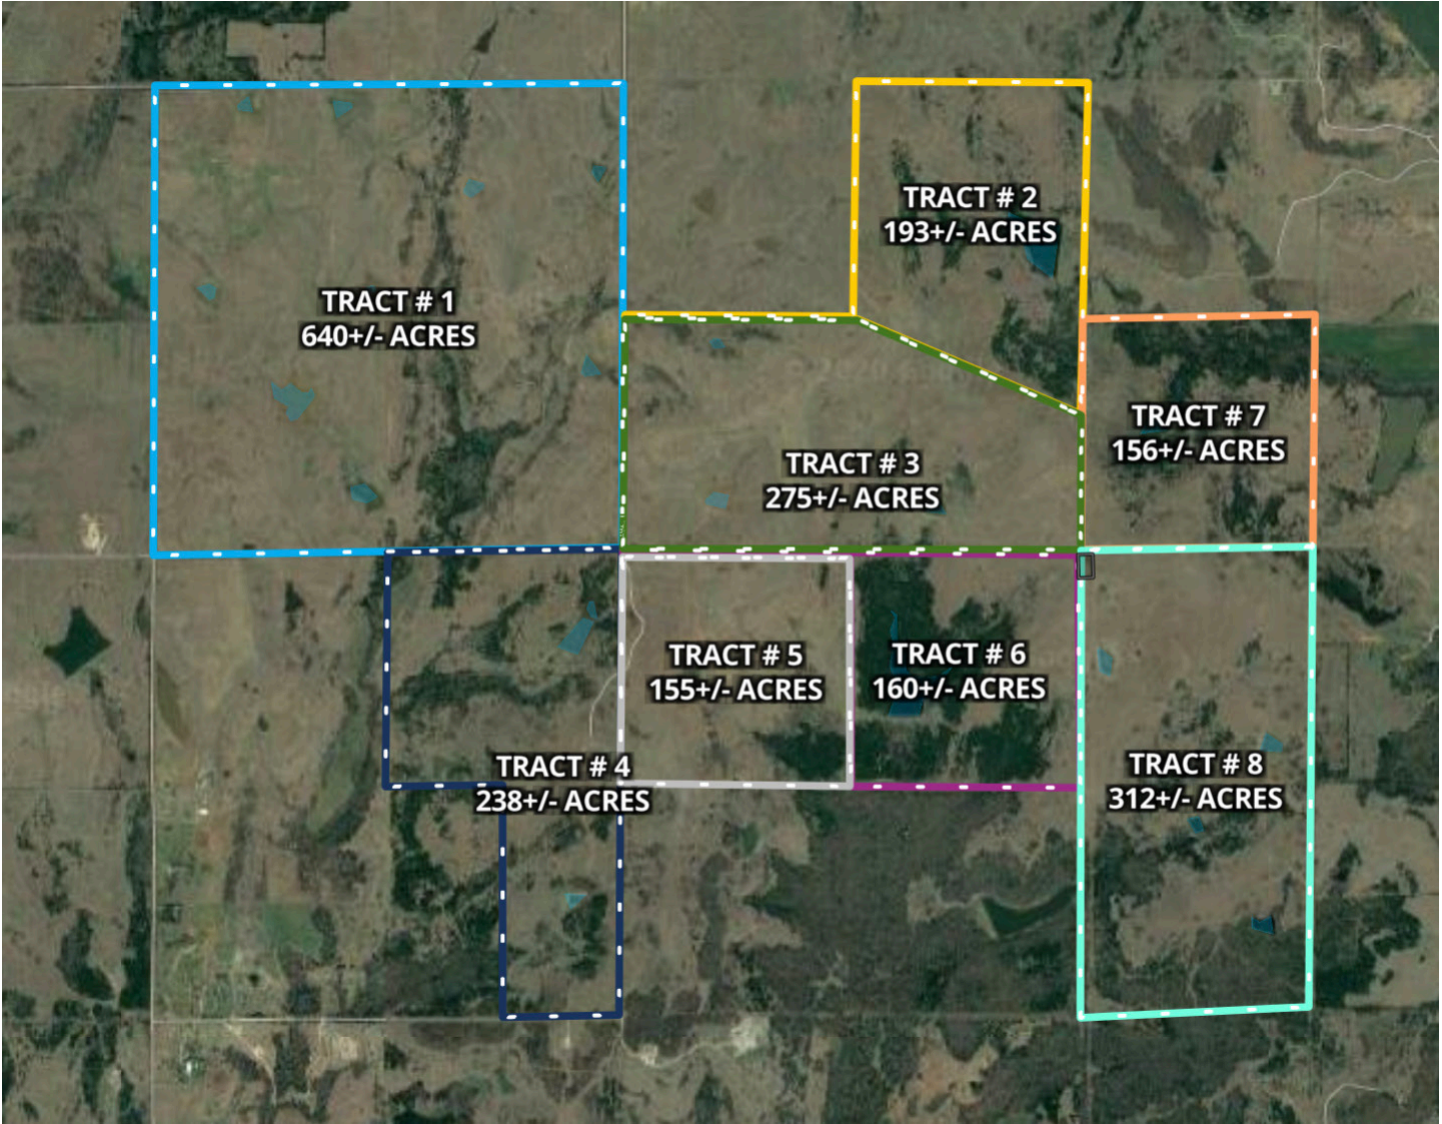 TRACT # 1
640+/- ACRES
TRACT # 2
193+/- ACRES
TRACT # 3
275+/- ACRES
TRACT # 7
156+/- ACRES
TRACT # 5
155+/- ACRES
TRACT # 6
160+/- ACRES
TRACT # 4
238+/- ACRES
TRACT # 8
312+/- ACRES